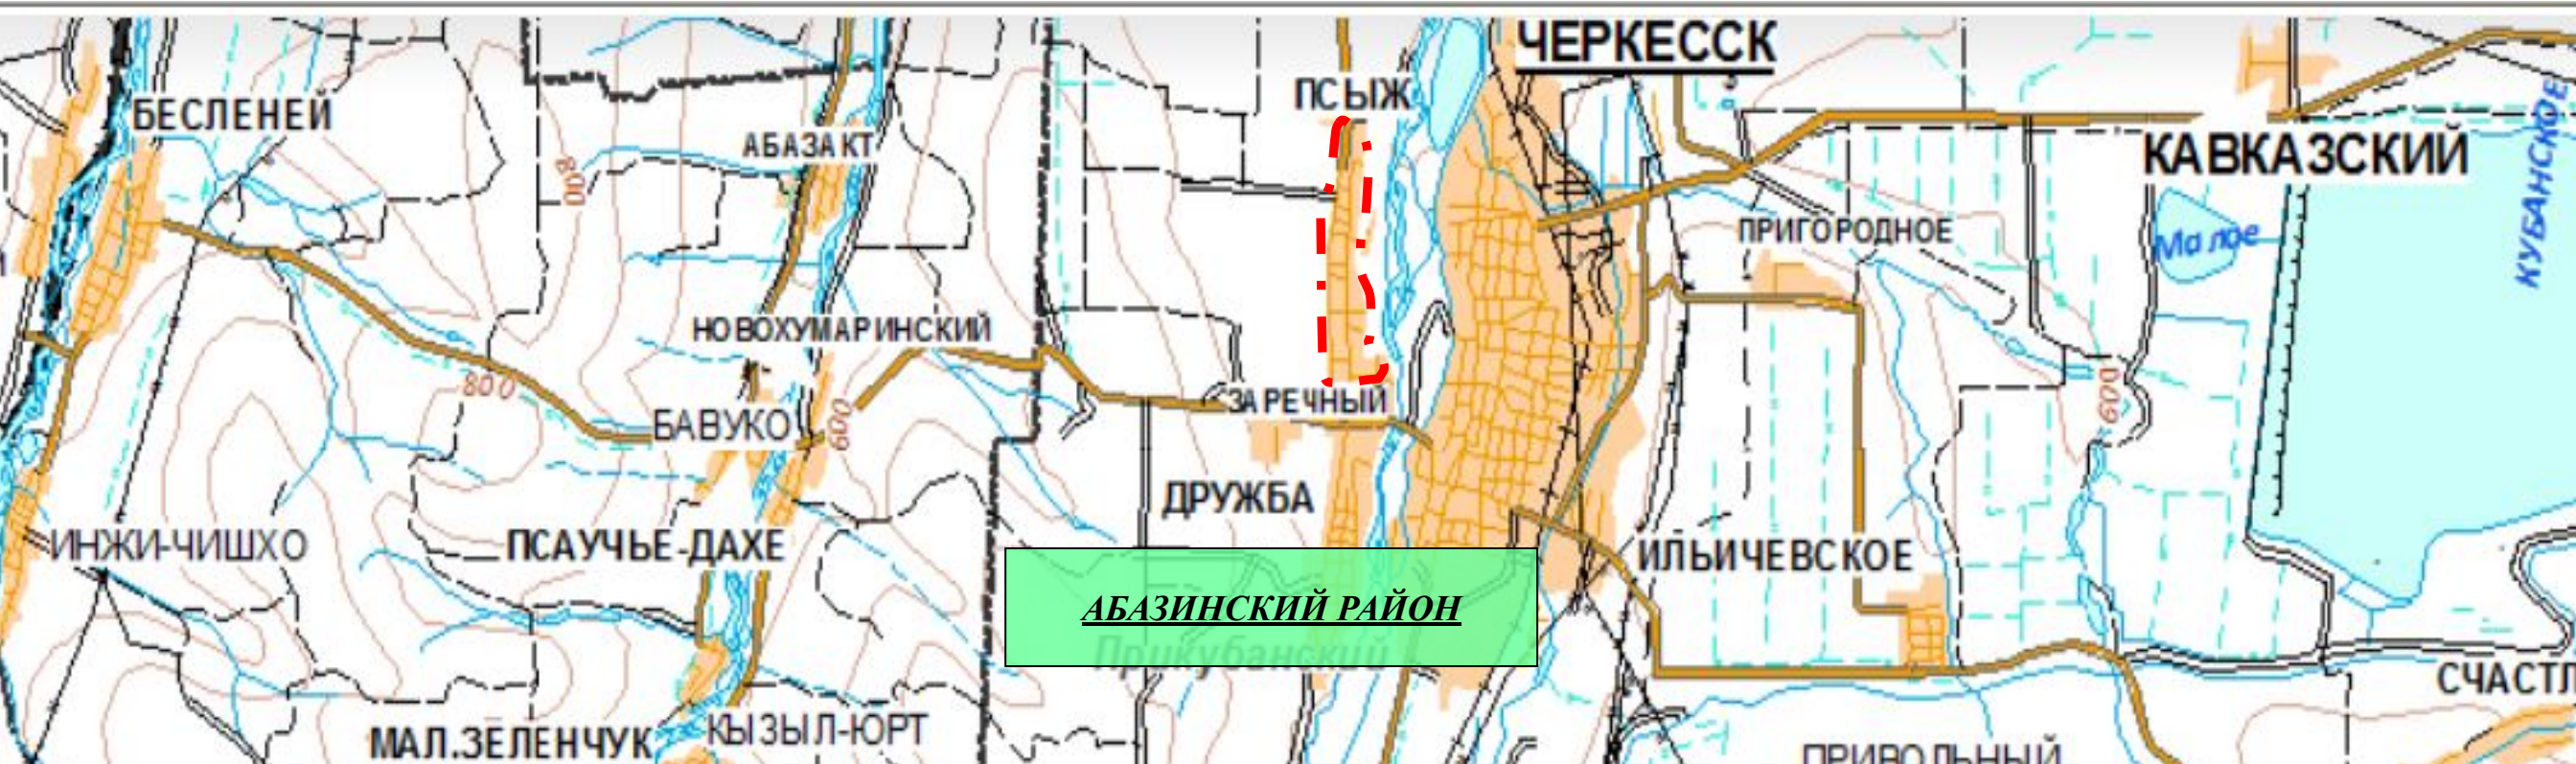 ЧЕРКЕССК
ПСЫЖ
БЕСЛЕНЕЙ
АБАЗАКТ
КАВКАЗСКИЙ
КУБАНСКОЕ
800
ПРИГОРОДНОЕ
Малое
НОВОХУМАРИНСКИЙ
800
600
ЗАРЕЧНЫЙ
БАВУКО
600
ДРУЖБА
ИНЖИ-ЧИШХО
ПСАУЧЬЕ-ДАХЕ
ИЛЬИЧЕВСКОЕ
АБАЗИНСКИЙ РАЙОН
Прикубанский
СЧАСТЛ
МАЛ.ЗЕЛЕНЧУК
КЫЗЫЛ-ЮРТ
ПРИВОЛЬНЫЙ